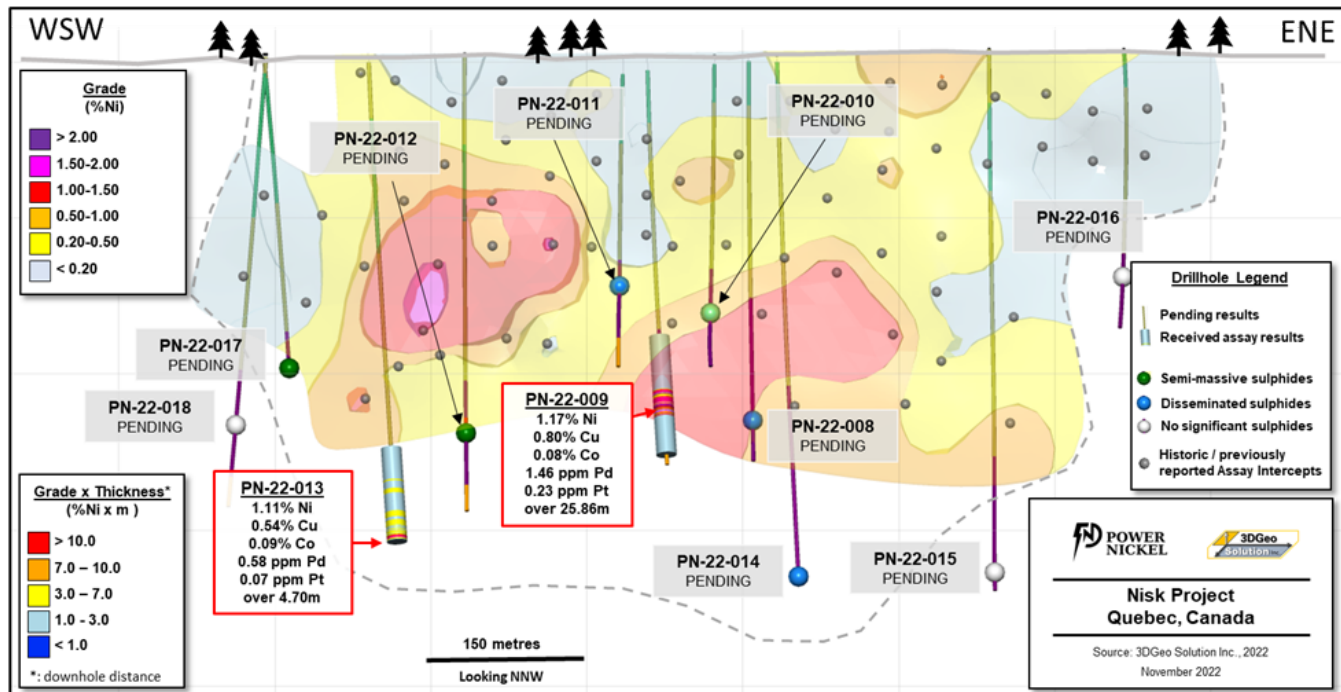 WSW
ENE
Grade
(%Ni)
> 2.00
1.50-2.00
1.00-1.50
0.50-1.00
0.20-0.50
< 0.20
PN-22-011
PENDING
PN-22-010
PENDING
PN-22-012
PENDING
PN-22-016
PENDING
PN-22-017
PENDING
PN-22-018
PENDING
PN-22-009
1.17% Ni
0.80% Cu
0.08% Co
1.46 ppm Pd
0.23 ppm Pt
over 25.86m
PN-22-008
PENDING
PN-22-013
1.11% Ni
0.54% Cu
0.09% Co
0.58 ppm Pd
0.07 ppm Pt
over 4.70m
PN-22-014
PENDING
PN-22-015
PENDING
Drillhole Legend
Pending results
Received assay results
Semi-massive sulphides
Disseminated sulphides
No significant sulphides
Historic / previously
reported Assay Intercepts
Grade x Thickness*
(%Ni x m )
> 10.0
7.0 – 10.0
3.0 – 7.0
1.0 - 3.0
< 1.0
*: downhole distance
150 metres
Looking NNW
POWER
NICKEL
3DGeo
Solution Inc.
Nisk Project
Quebec, Canada
Source: 3DGeo Solution Inc., 2022
November 2022